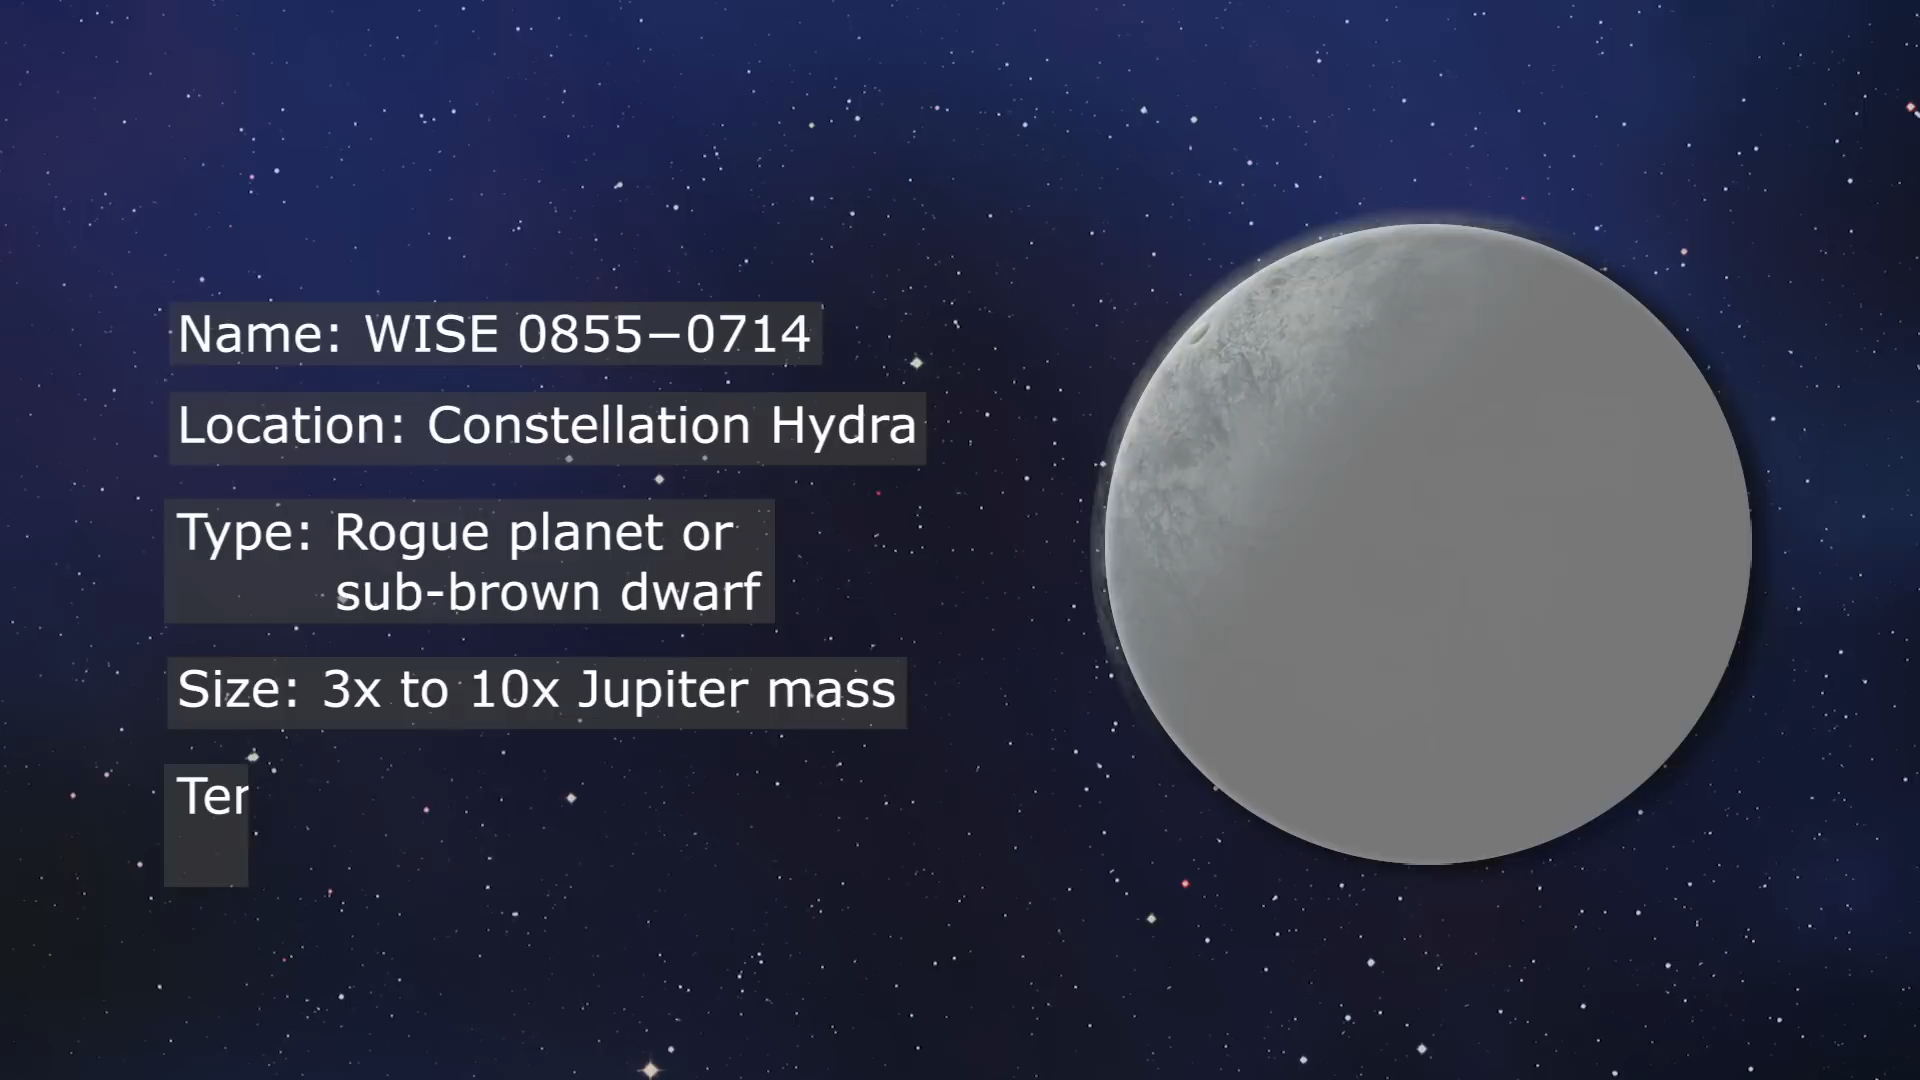 Name: WISE 0855−0714
Location: Constellation Hydra
Type: Rogue planet or
sub-brown dwarf
Size: 3x to 10x Jupiter mass